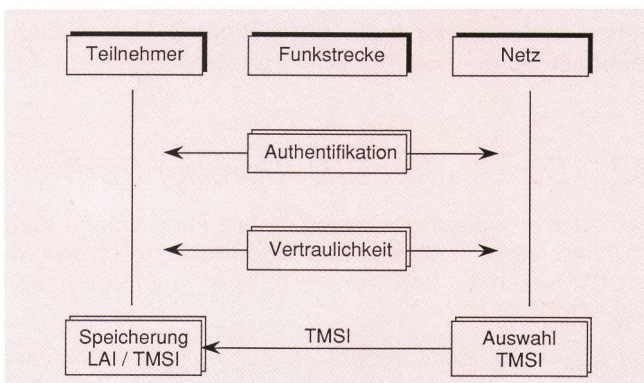 Teilnehmer
Funkstrecke
Netz
Authentifikation
Vertraulichkeit
Speicherung
LAI / TMSI
TMSI
Auswahl
TMSI